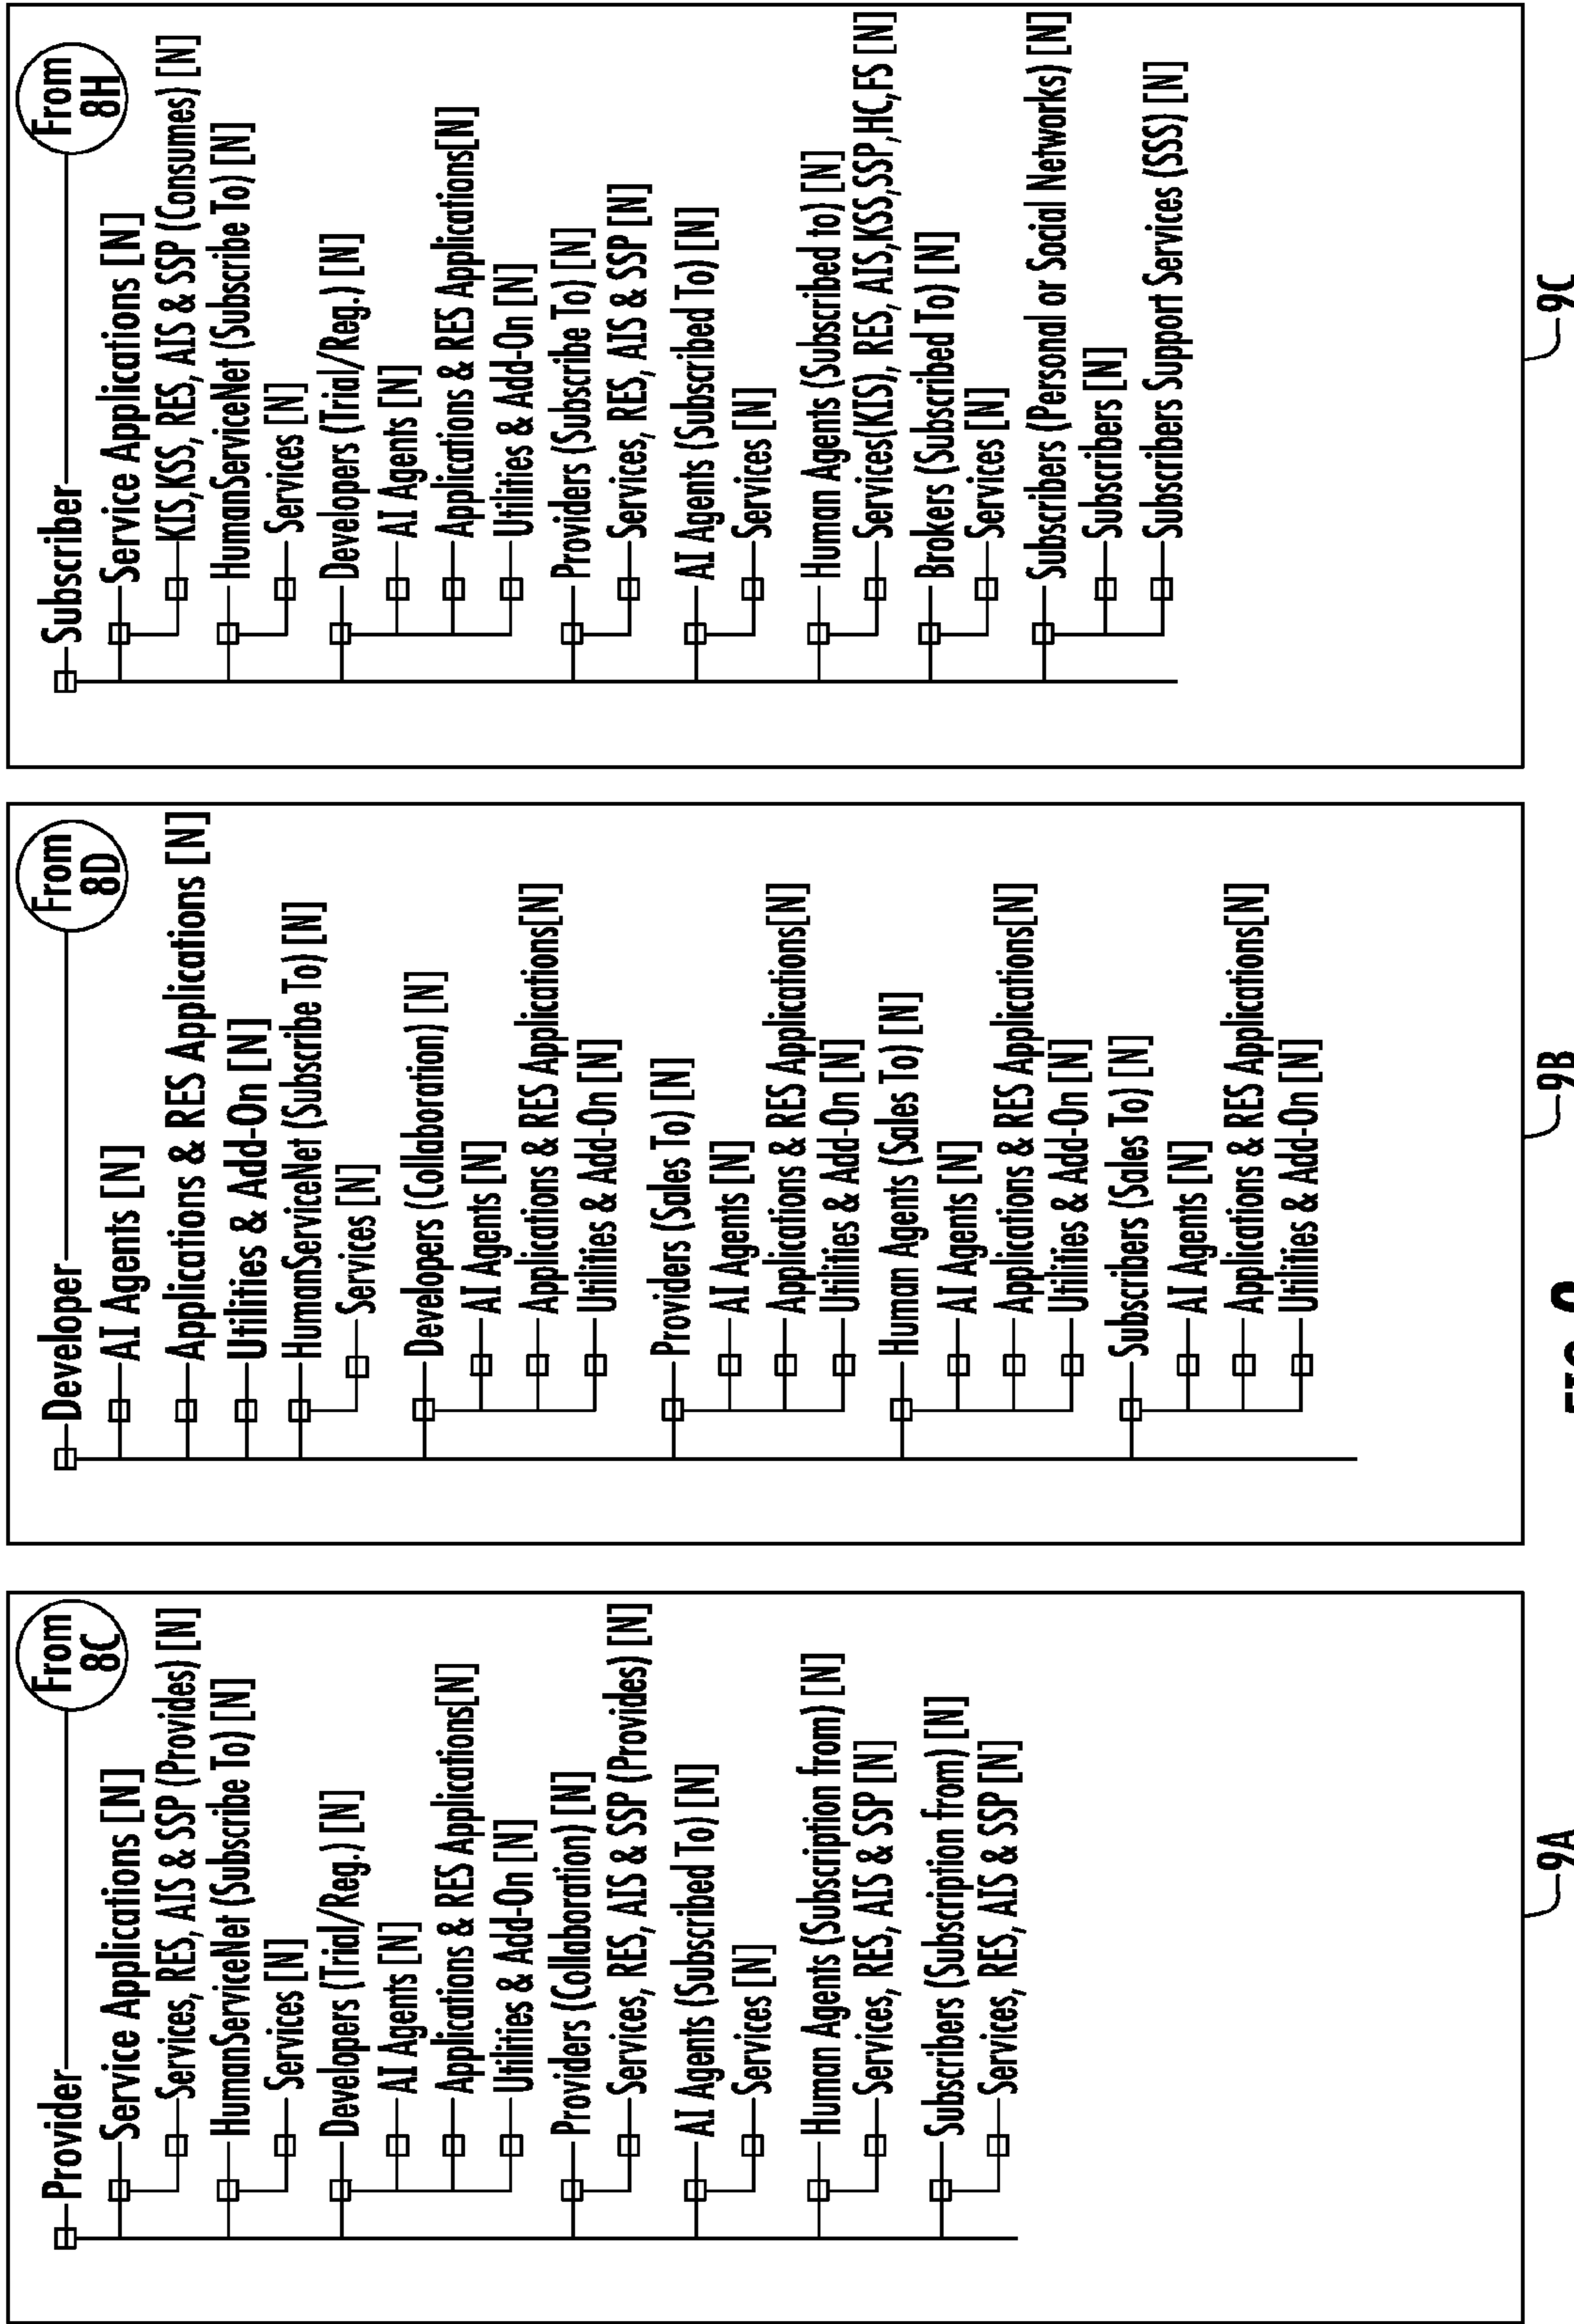 Provider
From
8C
Service Applications [N]
Services, RES, AIS & SSP (Provides) [N]
HumanServiceNet (Subscribe To) [N]
Services [N]
Developers (Trial/Reg.) [N]
AI Agents [N]
Applications & RES Applications[N]
Utilities & Add-On [N]
Providers (Collaboration) [N]
Services, RES, AIS & SSP (Provides) [N]
AI Agents (Subscribed To) [N]
Services [N]
Human Agents (Subscription from) [N]
Services, RES, AIS & SSP [N]
Subscribers (Subscription from) [N]
Services, RES, AIS & SSP [N]
9A
Developer
From
8D
AI Agents [N]
Applications & RES Applications [N]
Utilities & Add-On [N]
HumanServiceNet (Subscribe To) [N]
Services [N]
Developers (Collaboration) [N]
AI Agents [N]
Applications & RES Applications[N]
Utilities & Add-On [N]
Providers (Sales To) [N]
AI Agents [N]
Applications & RES Applications[N]
Utilities & Add-On [N]
Human Agents (Sales To) [N]
AI Agents [N]
Applications & RES Applications[N]
Utilities & Add-On [N]
Subscribers (Sales To) [N]
AI Agents [N]
Applications & RES Applications[N]
Utilities & Add-On [N]
9B
Subscriber
From
8H
Service Applications [N]
KIS,KSS, RES, AIS & SSP (Consumes) [N]
HumanServiceNet (Subscribe To) [N]
Services [N]
Developers (Trial/Reg.) [N]
AI Agents [N]
Applications & RES Applications[N]
Utilities & Add-On [N]
Providers (Subscribe To) [N]
Services, RES, AIS & SSP [N]
AI Agents (Subscribed To) [N]
Services [N]
Human Agents (Subscribed to) [N]
Services(KIS), RES, AIS,KSS,SSP,HC,FS [N]
Brokers (Subscribed To) [N]
Services [N]
Subscribers (Personal or Social Networks) [N]
Subscribers [N]
Subscribers Support Services (SSS) [N]
9C